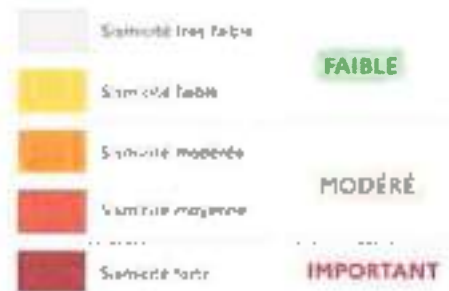 Sismicité très faible
FAIBLE
Sismicité faible
Sismicité modérée
MODÉRÉ
Sismicité moyenne
Sismicité forte
IMPORTANT